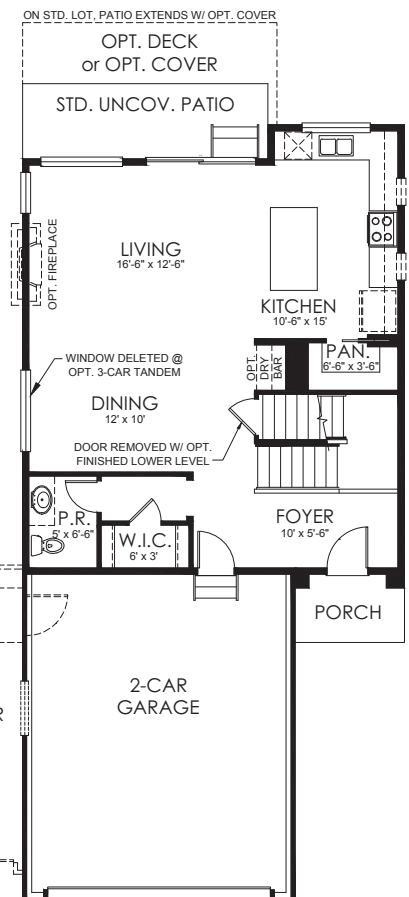 ON STD. LOT, PATIO EXTENDS W/ OPT. COVER
OPT. DECK
or OPT. COVER
STD. UNCOV. PATIO
LIVING
16'-6" x 12'-6"
OPT. FIREPLACE
KITCHEN
10'-6" x 15'
PAN.
6'-6" x 3'-6"
OPT.
DRY
BAR
WINDOW DELETED @
OPT. 3-CAR TANDEM
DINING
12' x 10'
DOOR REMOVED W/ OPT.
FINISHED LOWER LEVEL
P.R.
5' x 6'-6"
W.I.C.
6' x 3'
FOYER
10' x 5'-6"
PORCH
2-CAR
GARAGE
R